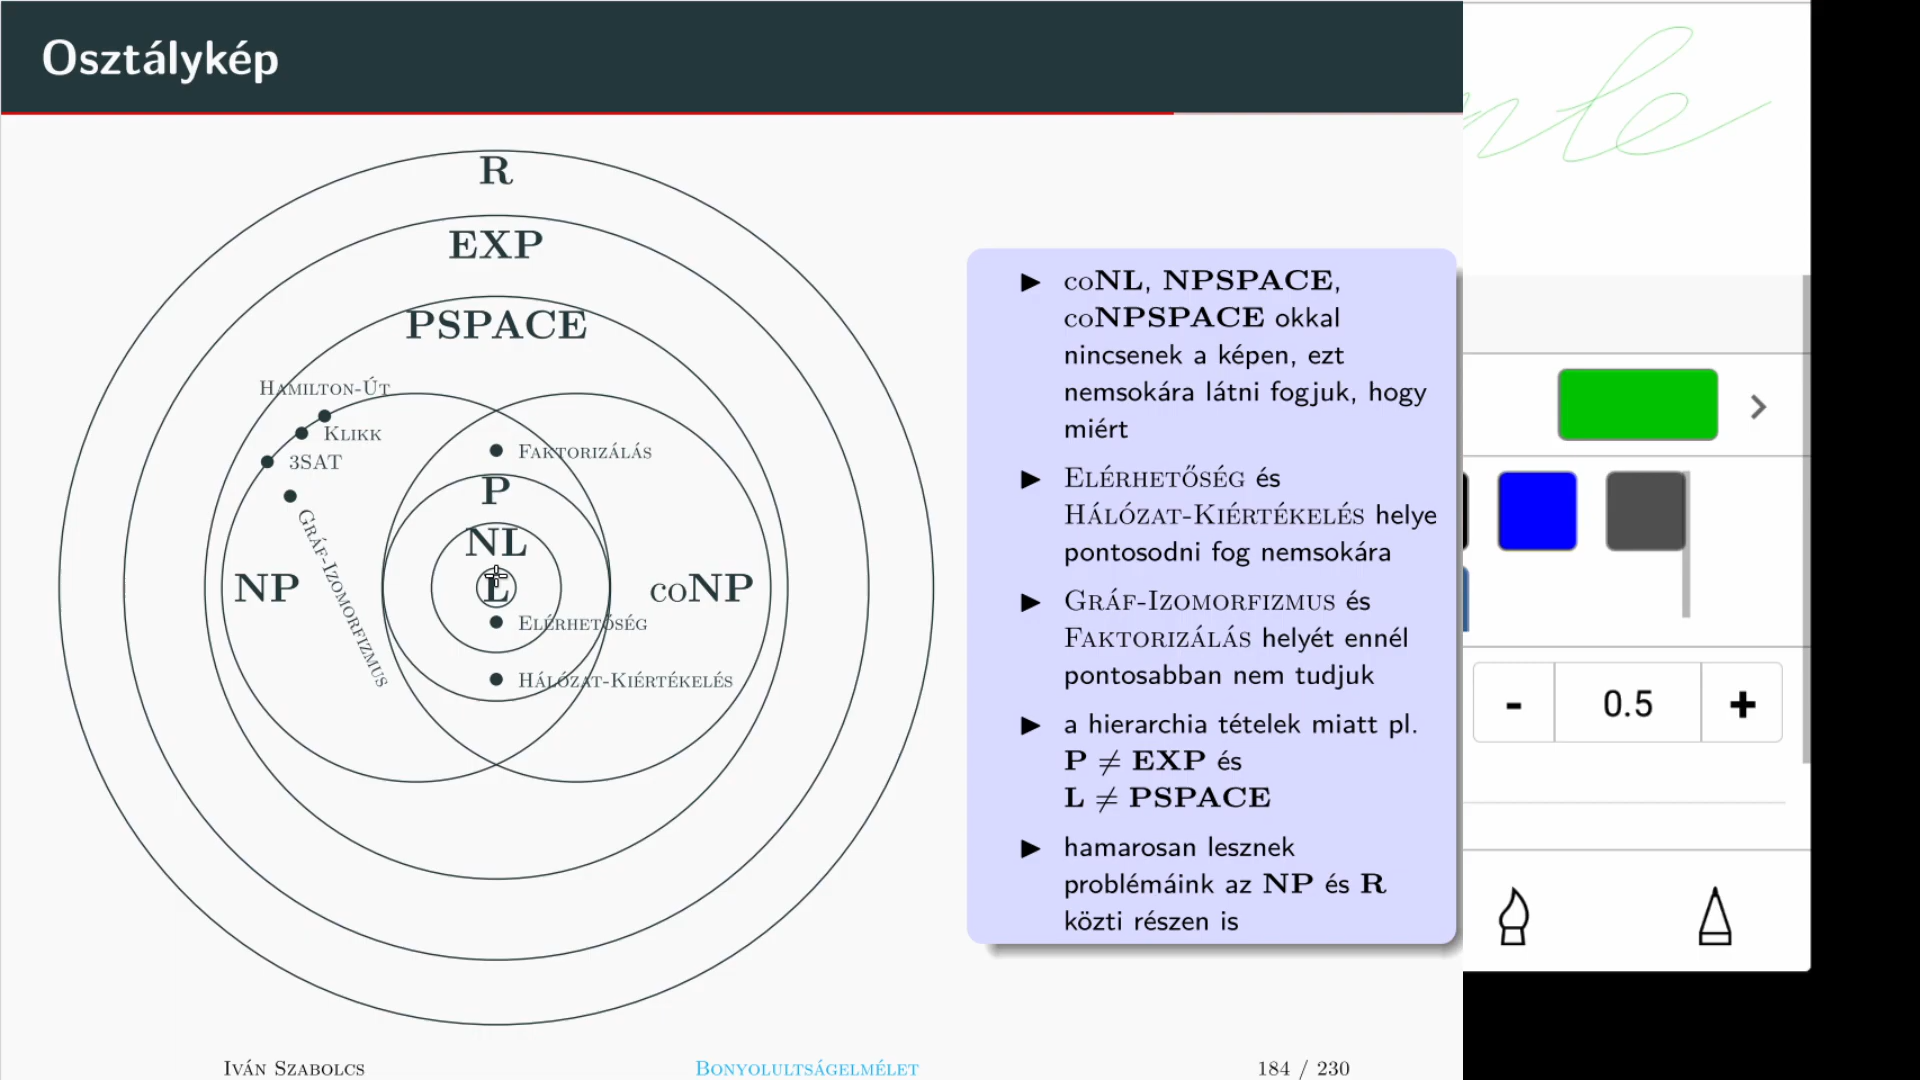 Osztálykép
R
EXP
PSPACE
Hamilton-Út
Klikk
3SAT
Gráf-Izomorfizmus
Faktorizálás
P
NL
L
NP
coNP
Elérhetőség
Hálózat-Kiértékelés
▶ coNL, NPSPACE,
coNPSPACE okkal
nincsenek a képen, ezt
nemsokára látni fogjuk, hogy
miért
▶ Elérhetőség és
Hálózat-Kiértékelés helye
pontosodni fog nemsokára
▶ Gráf-Izomorfizmus és
Faktorizálás helyét ennél
pontosabban nem tudjuk
▶ a hierarchia tételek miatt pl.
P ≠ EXP és
L ≠ PSPACE
▶ hamarosan lesznek
problémáink az NP és R
közti részen is
- 0.5 +
Iván Szabolcs
Bonyolultságelmélet
184 / 230